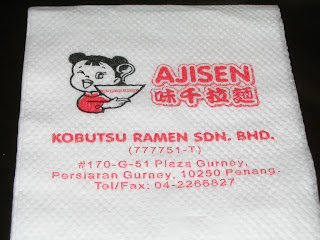 AJISEN
味千拉麵
KOBUTSU RAMEN SDN. BHD.
(777751-T)
#170-G-51 Plaza Gurney,
Persiaran Gurney, 10250 Penang.
Tel/Fax: 04-2266827